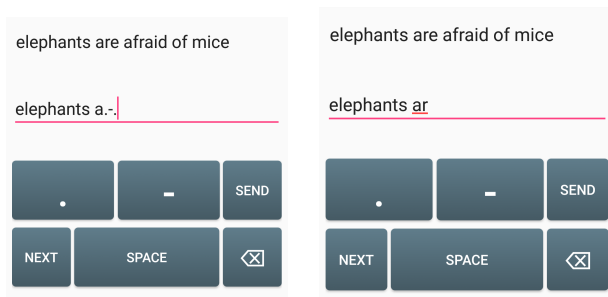 elephants are afraid of mice
elephants a.-.
. - SEND
NEXT SPACE
elephants are afraid of mice
elephants ar
. - SEND
NEXT SPACE